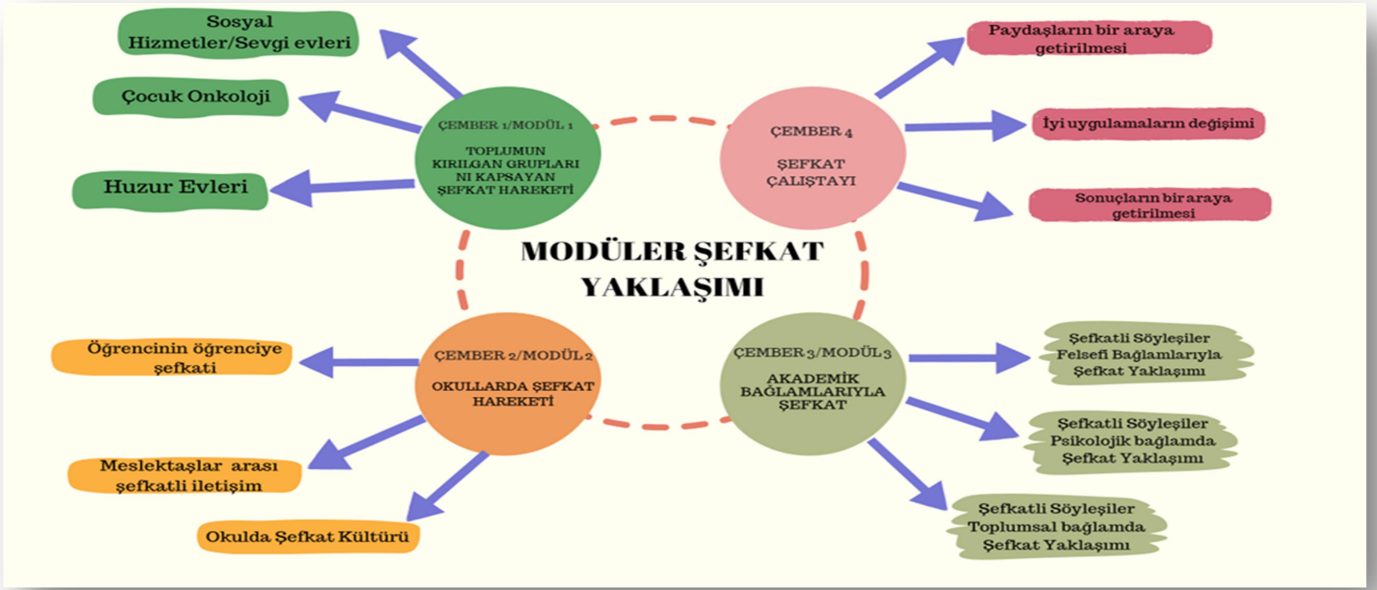 MODÜLER ŞEFKAT
YAKLAŞIMI
ÇEMBER 1/MODÜL 1
TOPLUMUN
KIRILGAN GRUPLARI
NI KAPSAYAN
ŞEFKAT HAREKETİ
Sosyal
Hizmetler/Sevgi evleri
Çocuk Onkoloji
Huzur Evleri
ÇEMBER 2/MODÜL 2
OKULLARDA ŞEFKAT
HAREKETİ
Öğrencinin öğrenciye
şefkati
Meslektaşlar arası
şefkatli iletişim
Okulda Şefkat Kültürü
ÇEMBER 3/MODÜL 3
AKADEMİK
BAĞLAMLARIYLA
ŞEFKAT
Şefkatli Söyleşiler
Felsefi Bağlamlarıyla
Şefkat Yaklaşımı
Şefkatli Söyleşiler
Psikolojik bağlamda
Şefkat Yaklaşımı
Şefkatli Söyleşiler
Toplumsal bağlamda
Şefkat Yaklaşımı
ÇEMBER 4
ŞEFKAT
ÇALIŞTAYI
Paydaşların bir araya
getirilmesi
İyi uygulamaların değişimi
Sonuçların bir araya
getirilmesi